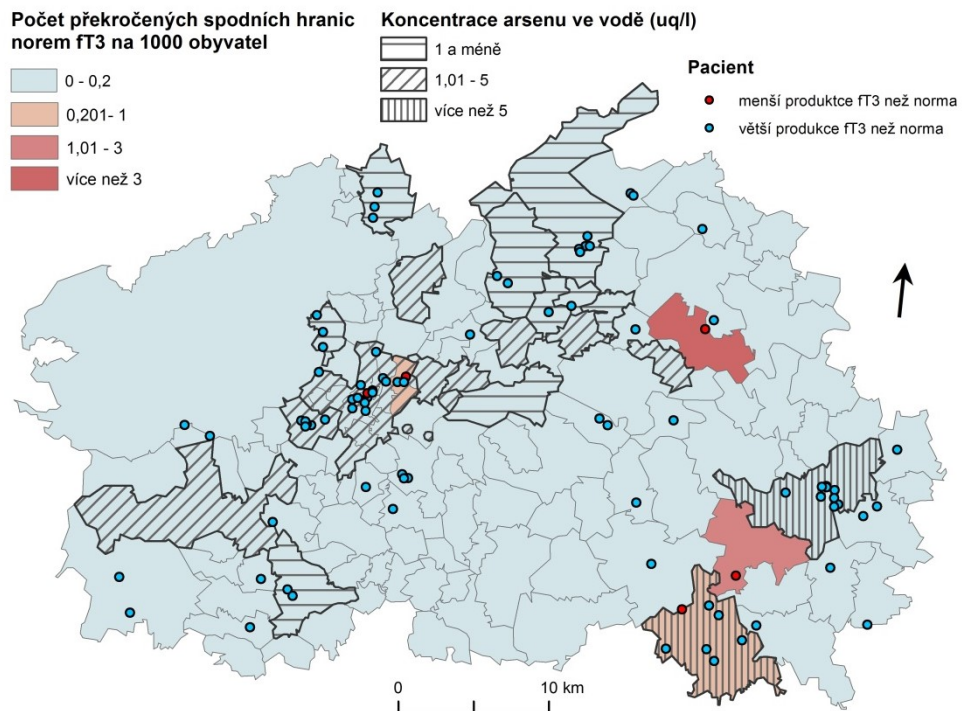 Počet překročených spodních hranic
norem fT3 na 1000 obyvatel
0 - 0,2
0,201- 1
1,01 - 3
více než 3
Koncentrace arsenu ve vodě (uq/l)
1 a méně
1,01 - 5
více než 5
Pacient
menší produktce fT3 než norma
větší produkce fT3 než norma
0 10 km